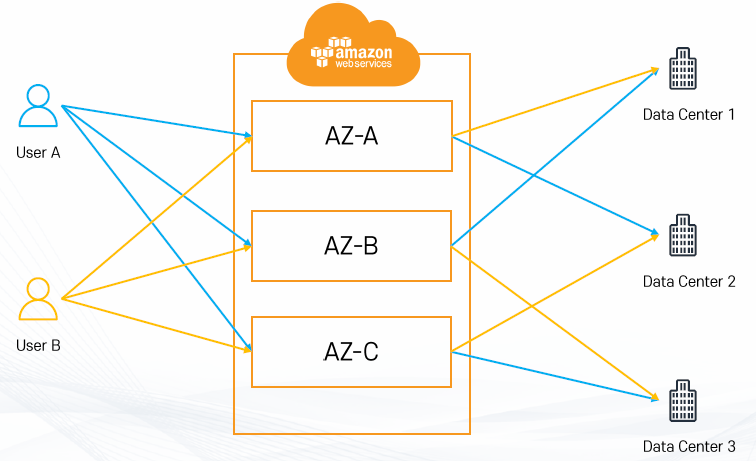 amazon
webservices
User A
AZ-A
Data Center 1
AZ-B
Data Center 2
User B
AZ-C
Data Center 3